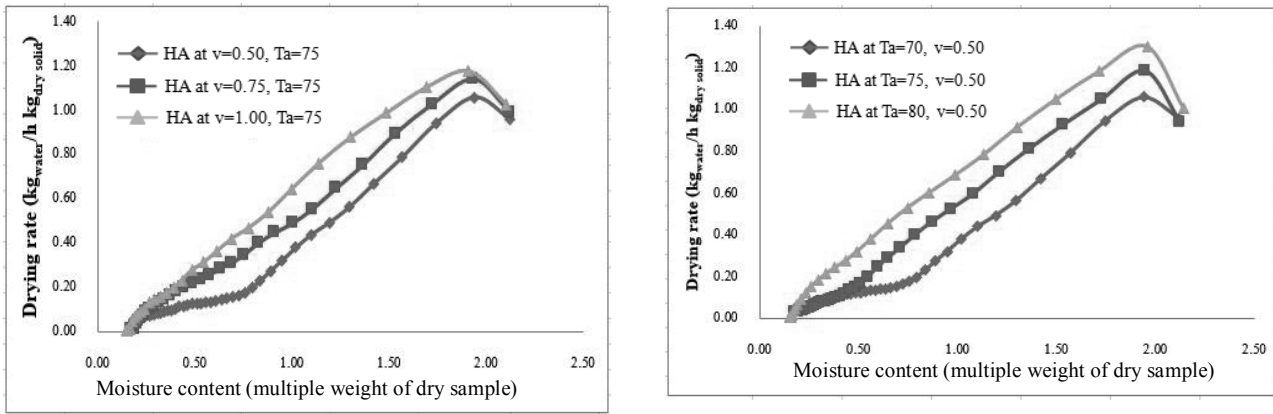 Drying rate (kgwater/h kgdry solid)
1.40
1.20
1.00
0.80
0.60
0.40
0.20
0.00
HA at v=0.50, Ta=75
HA at v=0.75, Ta=75
HA at v=1.00, Ta=75
0.00 0.50 1.00 1.50 2.00 2.50
Moisture content (multiple weight of dry sample)
Drying rate (kgwater/h kgdry solid)
1.40
1.20
1.00
0.80
0.60
0.40
0.20
0.00
HA at Ta=70, v=0.50
HA at Ta=75, v=0.50
HA at Ta=80, v=0.50
0.00 0.50 1.00 1.50 2.00 2.50
Moisture content (multiple weight of dry sample)